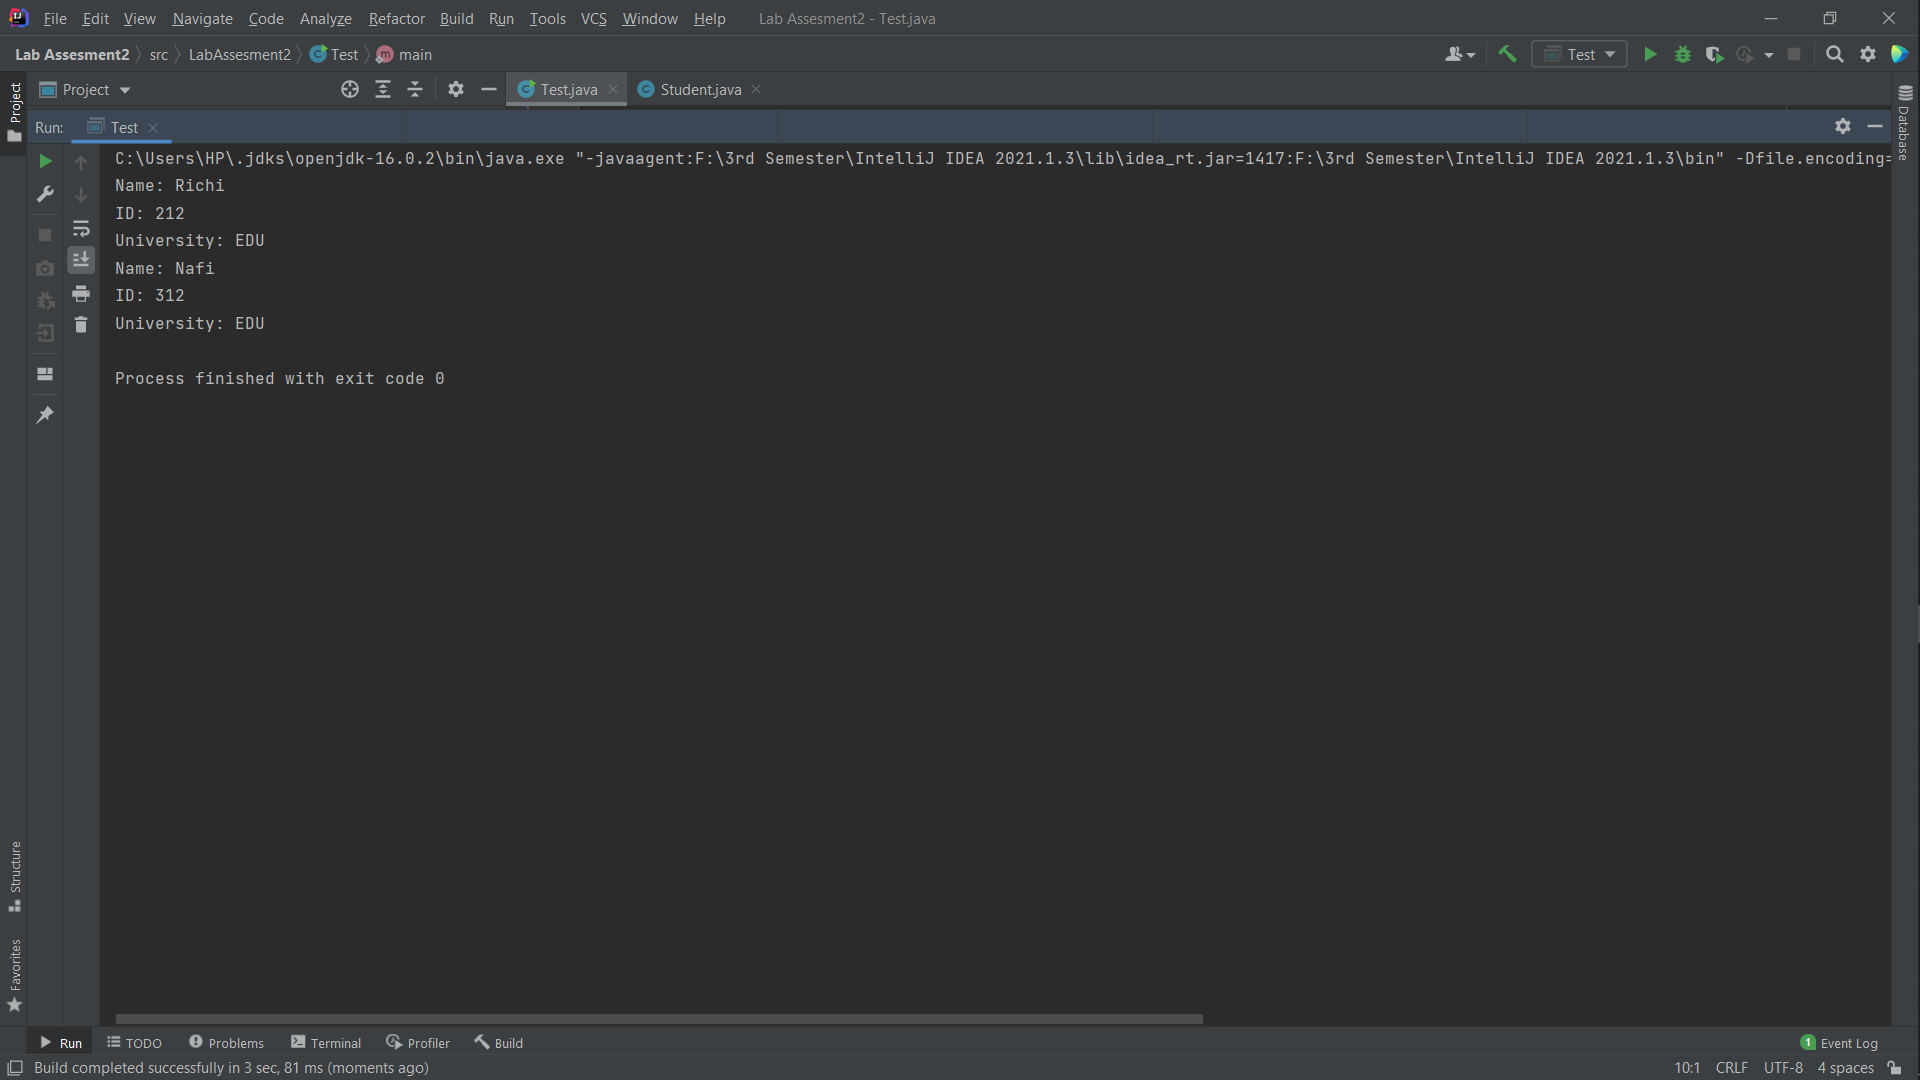 File Edit View Navigate Code Analyze Refactor Build Run Tools VCS Window Help Lab Assesment2 - Test.java
Lab Assesment2 src LabAssesment2 Test main Test
Project Test.java Student.java
Run: Test
C:\Users\HP\.jdks\openjdk-16.0.2\bin\java.exe "-javaagent:F:\3rd Semester\IntelliJ IDEA 2021.1.3\lib\idea_rt.jar=1417:F:\3rd Semester\IntelliJ IDEA 2021.1.3\bin" -Dfile.encoding=
Name: Richi
ID: 212
University: EDU
Name: Nafi
ID: 312
University: EDU
Process finished with exit code 0
Project
Structure
Favorites
Database
Run TODO Problems Terminal Profiler Build 1 Event Log
Build completed successfully in 3 sec, 81 ms (moments ago) 10:1 CRLF UTF-8 4 spaces